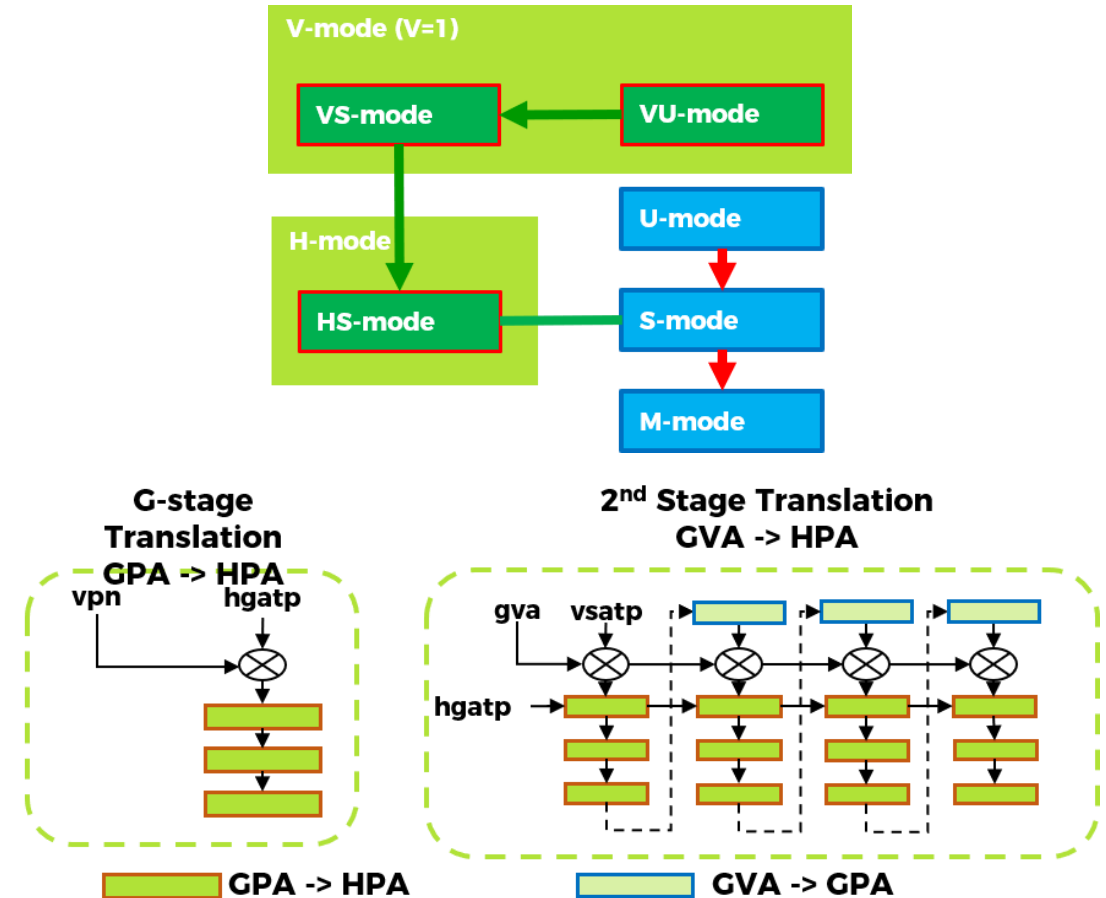 V-mode (V=1)
VS-mode
VU-mode
U-mode
H-mode
HS-mode
S-mode
M-mode
G-stage
Translation
GPA -> HPA
vpn
hgatp
2nd Stage Translation
GVA -> HPA
gva
vsatp
hgatp
GPA -> HPA
GVA -> GPA